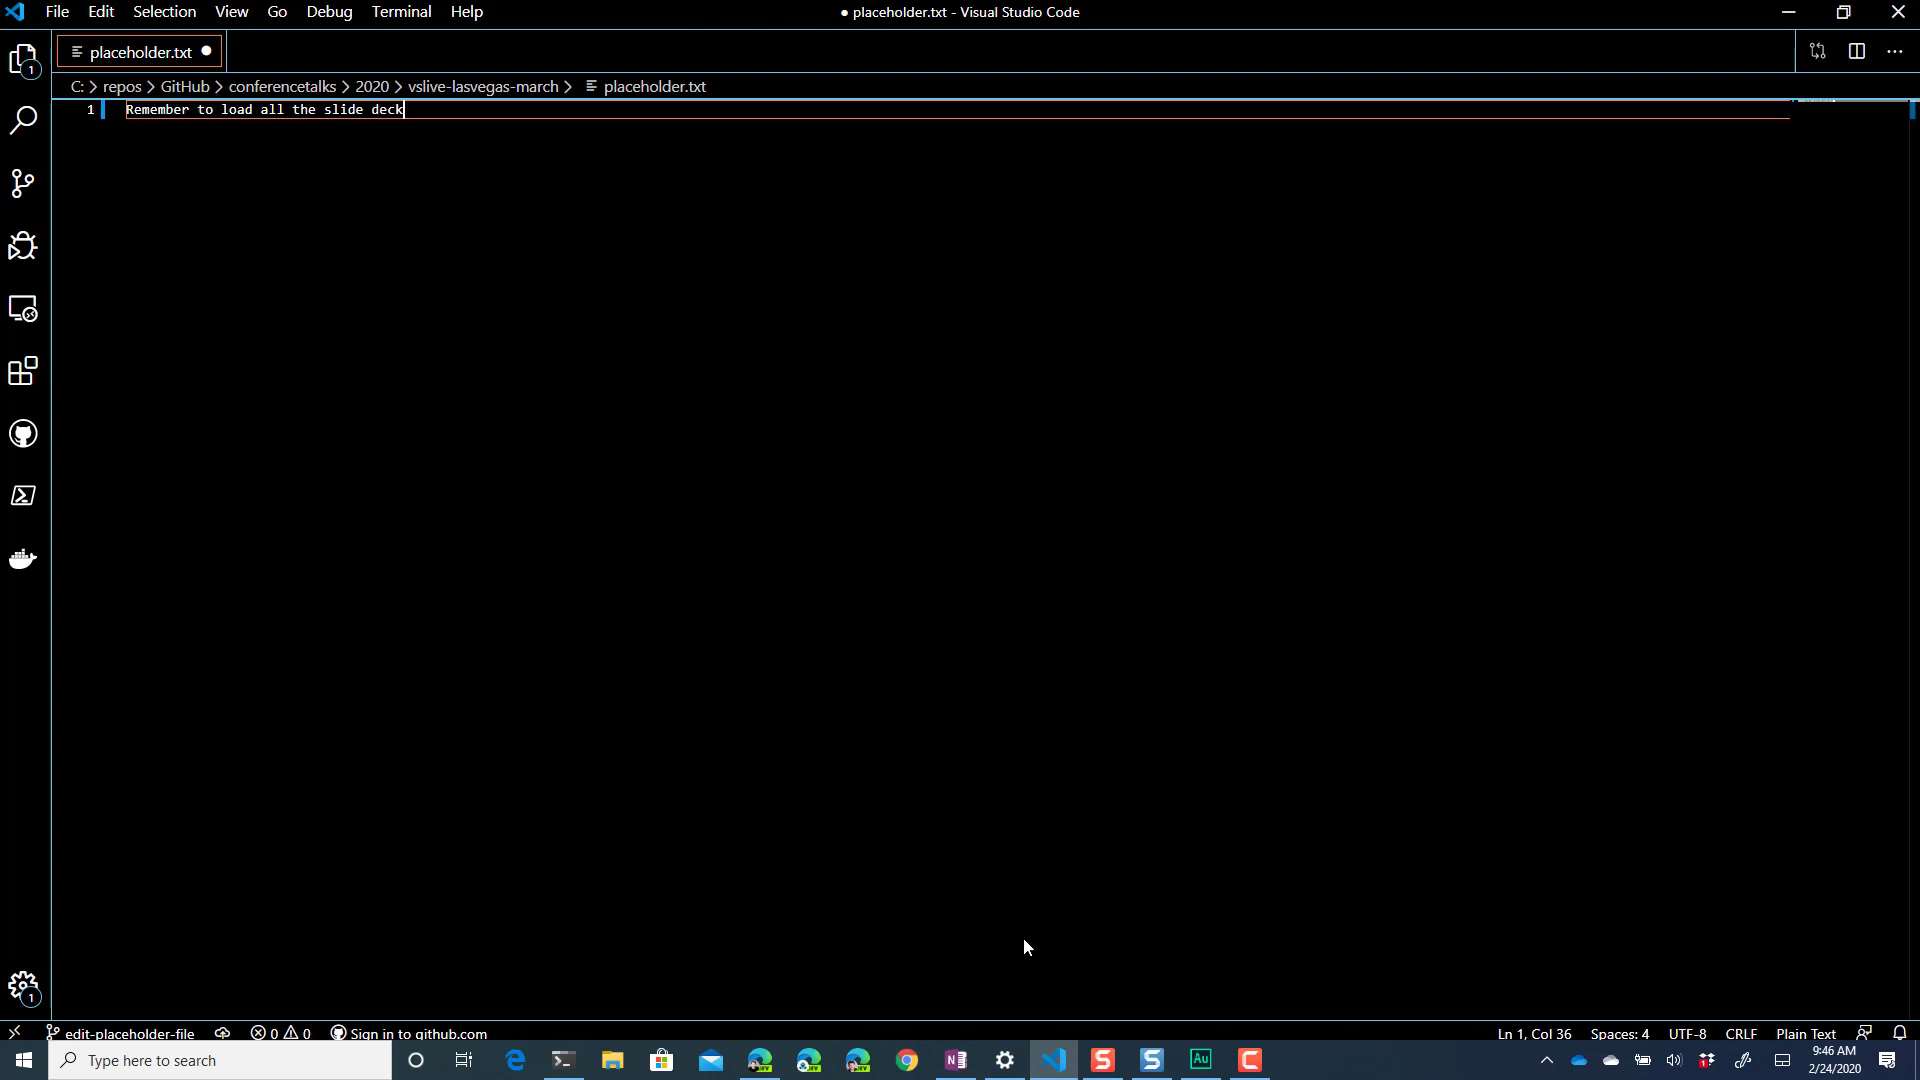 File Edit Selection View Go Debug Terminal Help
● placeholder.txt - Visual Studio Code
placeholder.txt
C: > repos > GitHub > conferencetalks > 2020 > vslive-lasvegas-march > placeholder.txt
1 Remember to load all the slide deck
1
1
edit-placeholder-file 0 0 Sign in to github.com
Ln 1, Col 36 Spaces: 4 UTF-8 CRLF Plain Text
Type here to search
N
S
S
Au
C
9:46 AM
2/24/2020